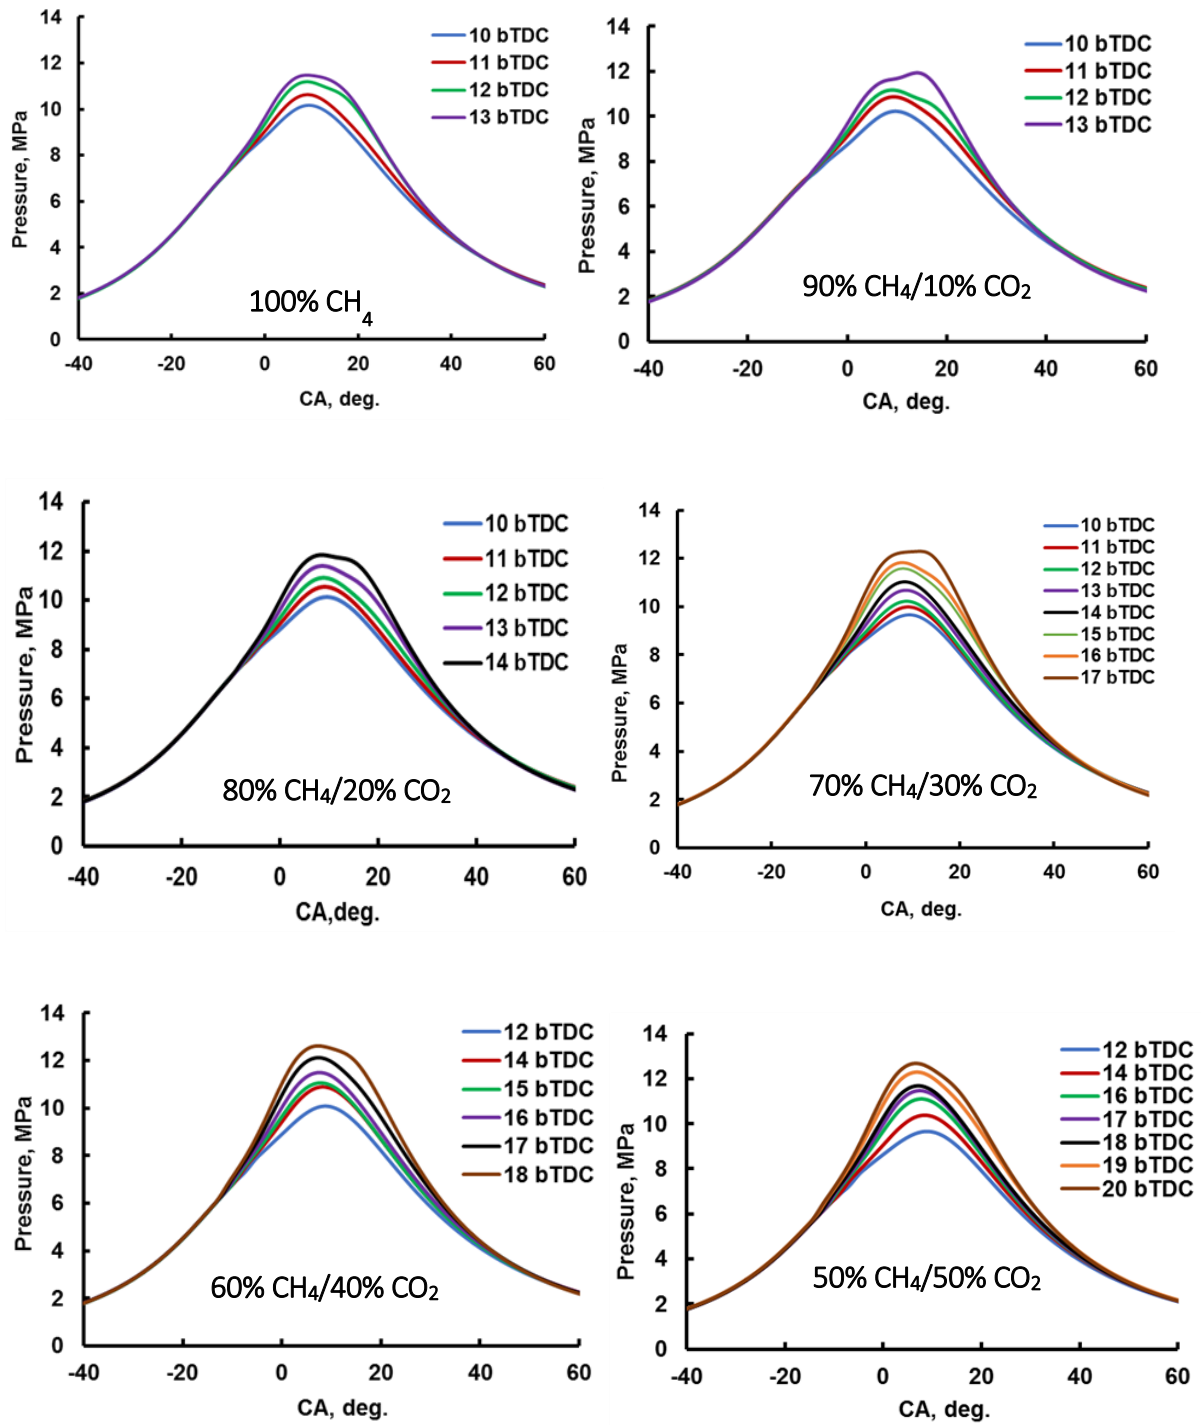 14
12
10
8
6
4
2
0
Pressure, MPa
-40
-20
0
20
40
60
CA, deg.
10 bTDC
11 bTDC
12 bTDC
13 bTDC
100% CH4
14
12
10
8
6
4
2
0
Pressure, MPa
-40
-20
0
20
40
60
CA, deg.
10 bTDC
11 bTDC
12 bTDC
13 bTDC
90% CH4/10% CO2
14
12
10
8
6
4
2
0
Pressure, MPa
-40
-20
0
20
40
60
CA,deg.
10 bTDC
11 bTDC
12 bTDC
13 bTDC
14 bTDC
80% CH4/20% CO2
14
12
10
8
6
4
2
0
Pressure, MPa
-40
-20
0
20
40
60
CA, deg.
10 bTDC
11 bTDC
12 bTDC
13 bTDC
14 bTDC
15 bTDC
16 bTDC
17 bTDC
70% CH4/30% CO2
14
12
10
8
6
4
2
0
Pressure, MPa
-40
-20
0
20
40
60
CA, deg.
12 bTDC
14 bTDC
15 bTDC
16 bTDC
17 bTDC
18 bTDC
60% CH4/40% CO2
14
12
10
8
6
4
2
0
Pressure, MPa
-40
-20
0
20
40
60
CA, deg.
12 bTDC
14 bTDC
16 bTDC
17 bTDC
18 bTDC
19 bTDC
20 bTDC
50% CH4/50% CO2